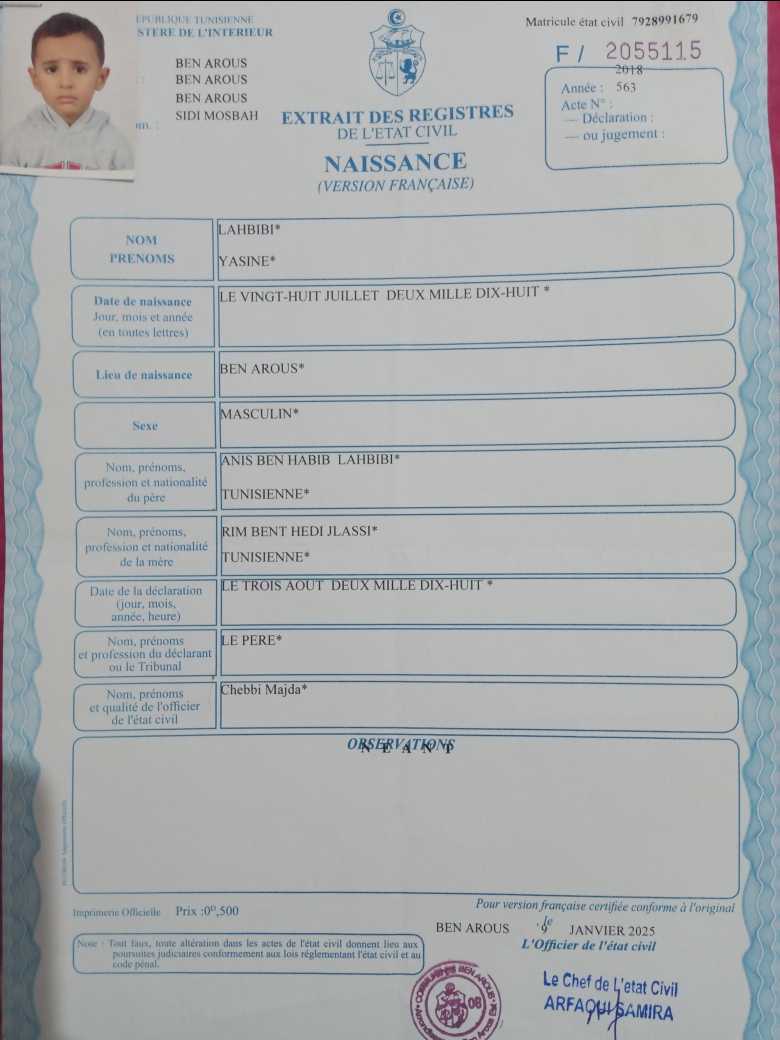 EPUBLIQUE TUNISIENNE
STERE DE L'INTERIEUR
Matricule état civil 7928991679
F / 2055115
BEN AROUS
BEN AROUS
BEN AROUS
SIDI MOSBAH
om. :
2018
Année : 563
Acte N° :
— Déclaration :
— ou jugement :
EXTRAIT DES REGISTRES
DE L'ETAT CIVIL
NAISSANCE
(VERSION FRANÇAISE)
NOM
PRENOMS
LAHBIBI*
YASINE*
Date de naissance
Jour, mois et année
(en toutes lettres)
LE VINGT-HUIT JUILLET DEUX MILLE DIX-HUIT *
Lieu de naissance
BEN AROUS*
Sexe
MASCULIN*
Nom, prénoms,
profession et nationalité
du père
ANIS BEN HABIB LAHBIBI*
TUNISIENNE*
Nom, prénoms,
profession et nationalité
de la mère
RIM BENT HEDI JLASSI*
TUNISIENNE*
Date de la déclaration
(jour, mois,
année, heure)
LE TROIS AOUT DEUX MILLE DIX-HUIT *
Nom, prénoms
et profession du déclarant
ou le Tribunal
LE PERE*
Nom, prénoms
et qualité de l'officier
de l'état civil
Chebbi Majda*
OBSERVATIONS
N E A N T
Imprimerie Officielle Prix :0ᴰ,500
Pour version française certifiée conforme à l'original
BEN AROUS le 9 JANVIER 2025
L'Officier de l'état civil
Note : Tout faux, toute altération dans les actes de l'état civil donnent lieu aux
poursuites judiciaires conformement aux lois réglementant l'état civil et au
code pénal.
COMMUNE BEN AROUS
08
Le Chef de L'etat Civil
ARFAOUI SAMIRA